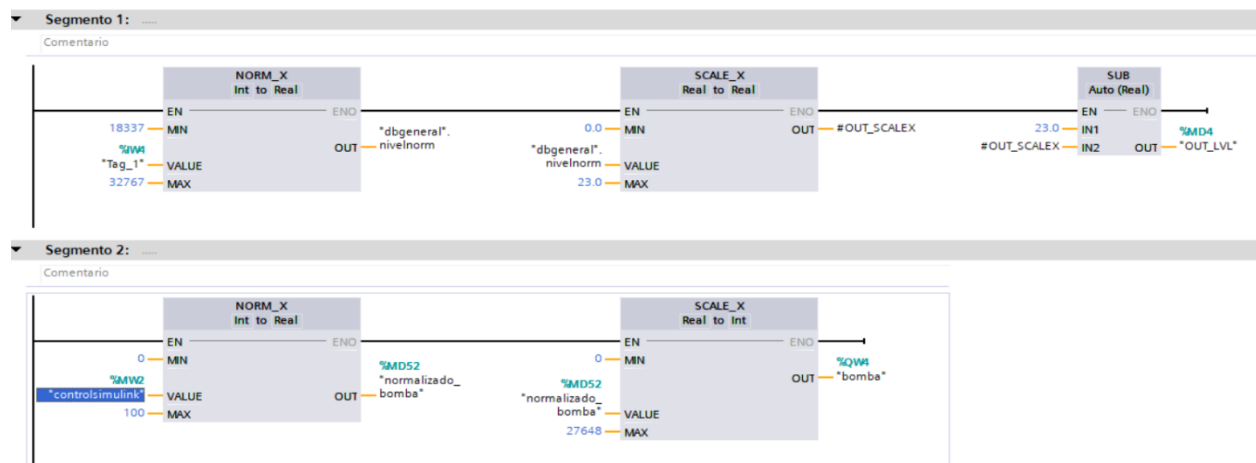 Segmento 1: .....
Comentario
NORM_X
Int to Real
EN
ENO
18337
MIN
%IW4
"Tag_1"
VALUE
32767
MAX
OUT
"dbgeneral".
nivelnorm
SCALE_X
Real to Real
EN
ENO
0.0
MIN
"dbgeneral".
nivelnorm
VALUE
23.0
MAX
OUT
#OUT_SCALEX
SUB
Auto (Real)
EN
ENO
23.0
IN1
#OUT_SCALEX
IN2
OUT
%MD4
"OUT_LVL"
Segmento 2: .....
Comentario
NORM_X
Int to Real
EN
ENO
0
MIN
%MW2
"controlsimulink"
VALUE
100
MAX
OUT
%MD52
"normalizado_
bomba"
SCALE_X
Real to Int
EN
ENO
0
MIN
%MD52
"normalizado_
bomba"
VALUE
27648
MAX
OUT
%QW4
"bomba"